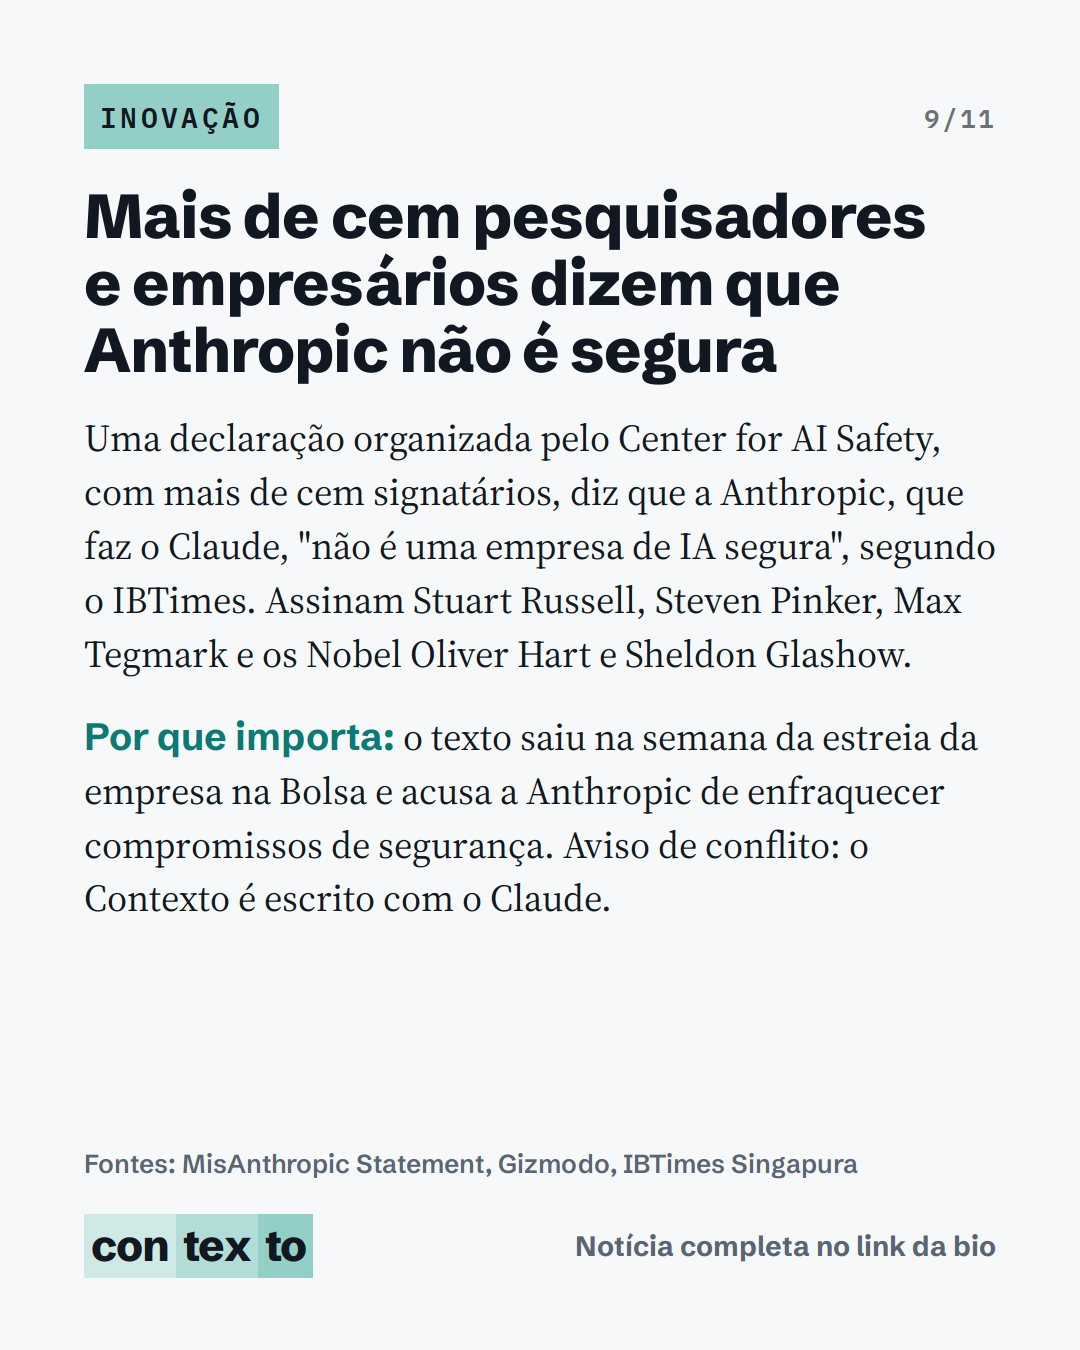 INOVAÇÃO
9/11
Mais de cem pesquisadores
e empresários dizem que
Anthropic não é segura
Uma declaração organizada pelo Center for AI Safety,
com mais de cem signatários, diz que a Anthropic, que
faz o Claude, "não é uma empresa de IA segura", segundo
o IBTimes. Assinam Stuart Russell, Steven Pinker, Max
Tegmark e os Nobel Oliver Hart e Sheldon Glashow.
Por que importa: o texto saiu na semana da estreia da
empresa na Bolsa e acusa a Anthropic de enfraquecer
compromissos de segurança. Aviso de conflito: o
Contexto é escrito com o Claude.
Fontes: MisAnthropic Statement, Gizmodo, IBTimes Singapura
contexto
Notícia completa no link da bio